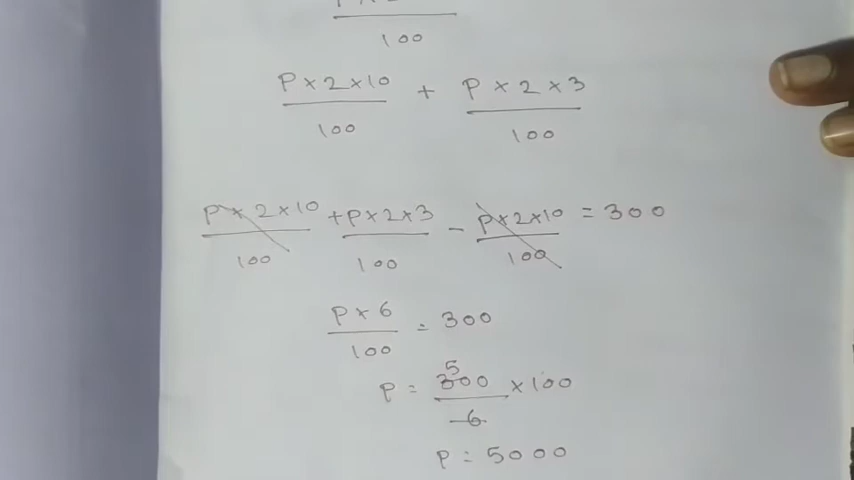 100
P × 2 × 10 + P × 2 × 3
100 100
P × 2 × 10 + P × 2 × 3 - P × 2 × 10 = 300
100 100 100
P × 6 = 300
100
5
P = 300 × 100
6
P = 5000